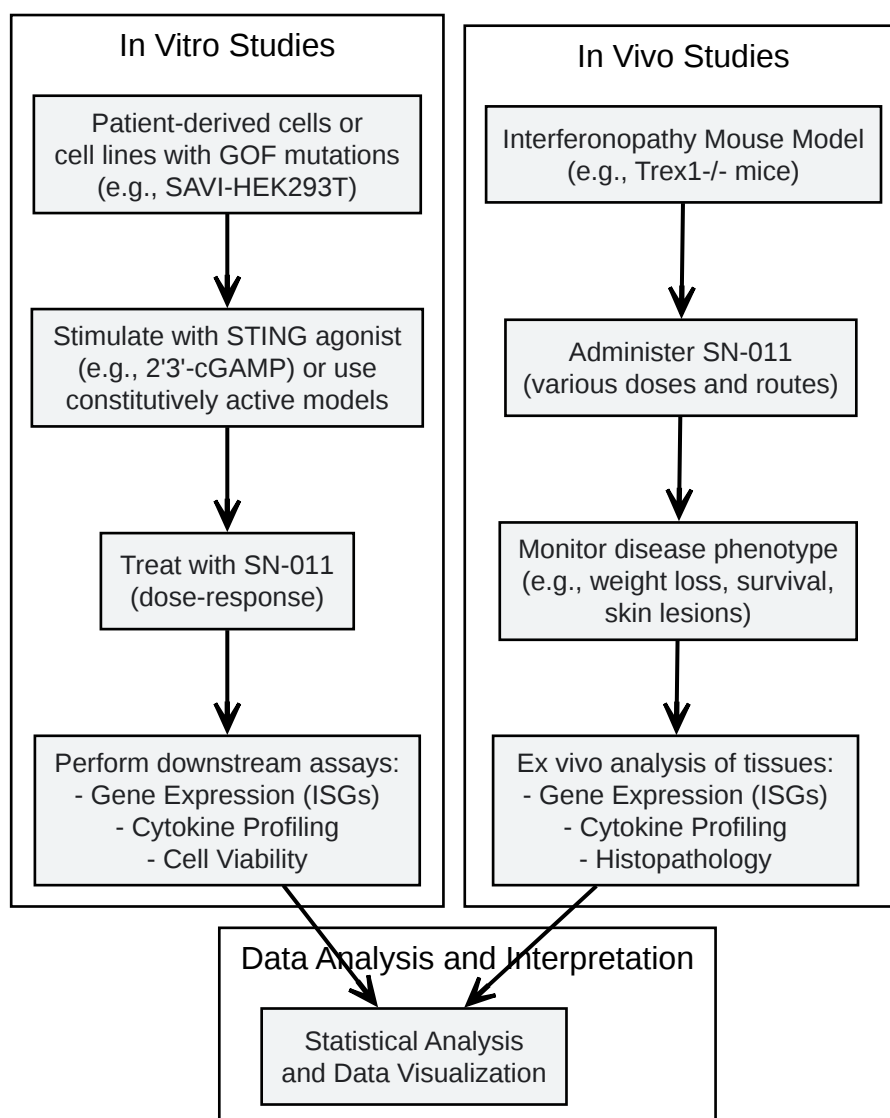 In Vitro Studies
Patient-derived cells or
cell lines with GOF mutations
(e.g., SAVI-HEK293T)
Stimulate with STING agonist
(e.g., 2'3'-cGAMP) or use
constitutively active models
Treat with SN-011
(dose-response)
Perform downstream assays:
- Gene Expression (ISGs)
- Cytokine Profiling
- Cell Viability
In Vivo Studies
Interferonopathy Mouse Model
(e.g., Trex1-/- mice)
Administer SN-011
(various doses and routes)
Monitor disease phenotype
(e.g., weight loss, survival,
skin lesions)
Ex vivo analysis of tissues:
- Gene Expression (ISGs)
- Cytokine Profiling
- Histopathology
Data Analysis and Interpretation
Statistical Analysis
and Data Visualization